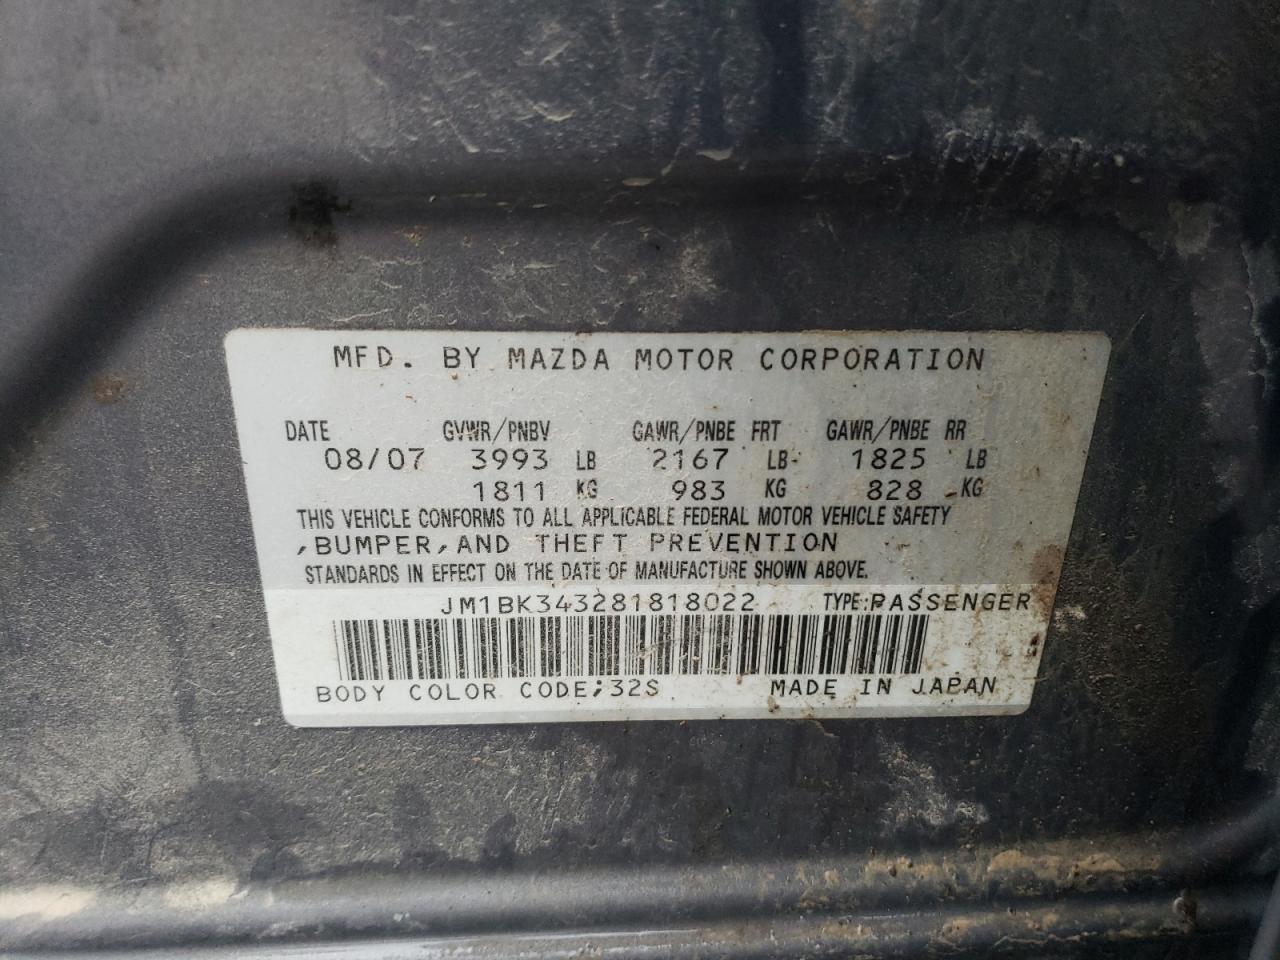 MFD. BY MAZDA MOTOR CORPORATION
DATE GVWR/PNBV GAWR/PNBE FRT GAWR/PNBE RR
08/07 3993 LB 2167 LB 1825 LB
1811 KG 983 KG 828 KG
THIS VEHICLE CONFORMS TO ALL APPLICABLE FEDERAL MOTOR VEHICLE SAFETY
,BUMPER,AND THEFT PREVENTION
STANDARDS IN EFFECT ON THE DATE OF MANUFACTURE SHOWN ABOVE.
JM1BK343281818022 TYPE:PASSENGER
BODY COLOR CODE;32S MADE IN JAPAN